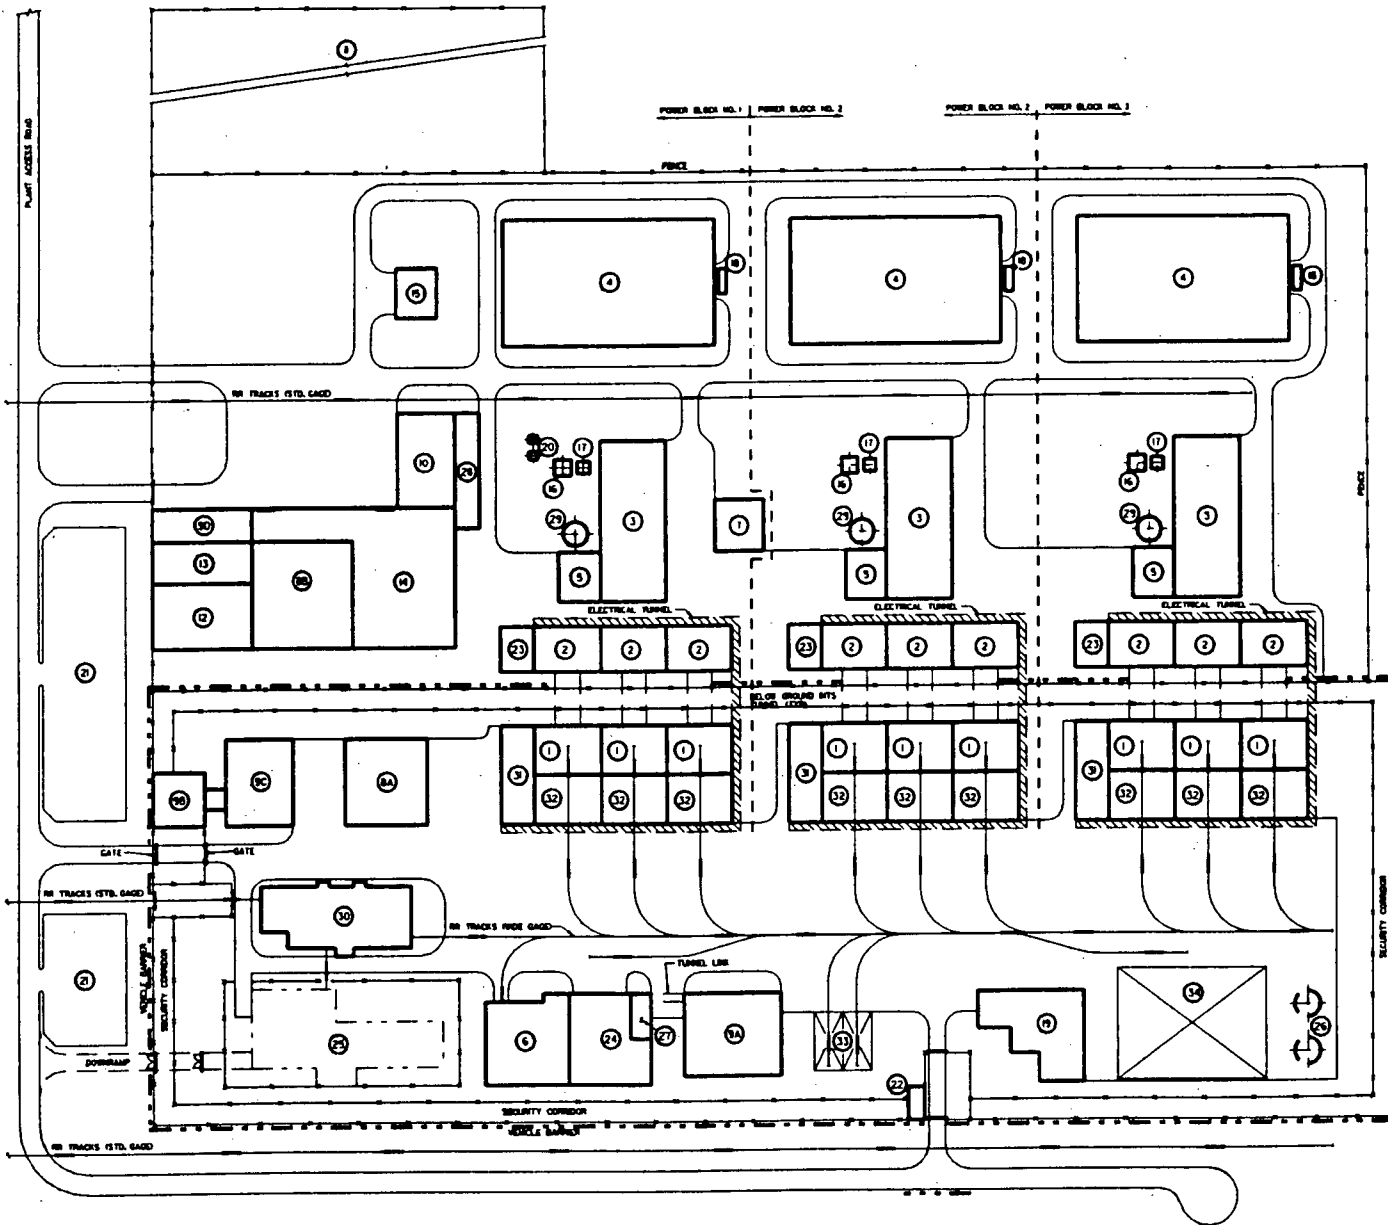 8
POWER BLOCK NO. 1 POWER BLOCK NO. 2
POWER BLOCK NO. 2 POWER BLOCK NO. 3
PLANT ACCESS ROAD
FENCE
15
4
18
4
18
4
18
RR TRACKS (STD. GAGE)
10
28
20
17
16
29
3
5
7
17
16
29
3
5
17
16
29
3
5
FENCE
9D
13
12
8B
14
ELECTRICAL TUNNEL
ELECTRICAL TUNNEL
ELECTRICAL TUNNEL
23
2
2
2
23
2
2
2
23
2
2
2
21
BELOW GROUND
31
1
1
1
32
32
32
31
1
1
1
32
32
32
31
1
1
1
32
32
32
9B
9C
8A
GATE
GATE
RR TRACKS (STD. GAGE)
30
RR TRACKS (WIDE GAGE)
SECURITY CORRIDOR
21
VEHICLE BARRIER
SECURITY CORRIDOR
TUNNEL LINK
25
6
24
27
9A
33
19
34
26
DOWNRAMP
22
SECURITY CORRIDOR
VEHICLE BARRIER
RR TRACKS (STD. GAGE)